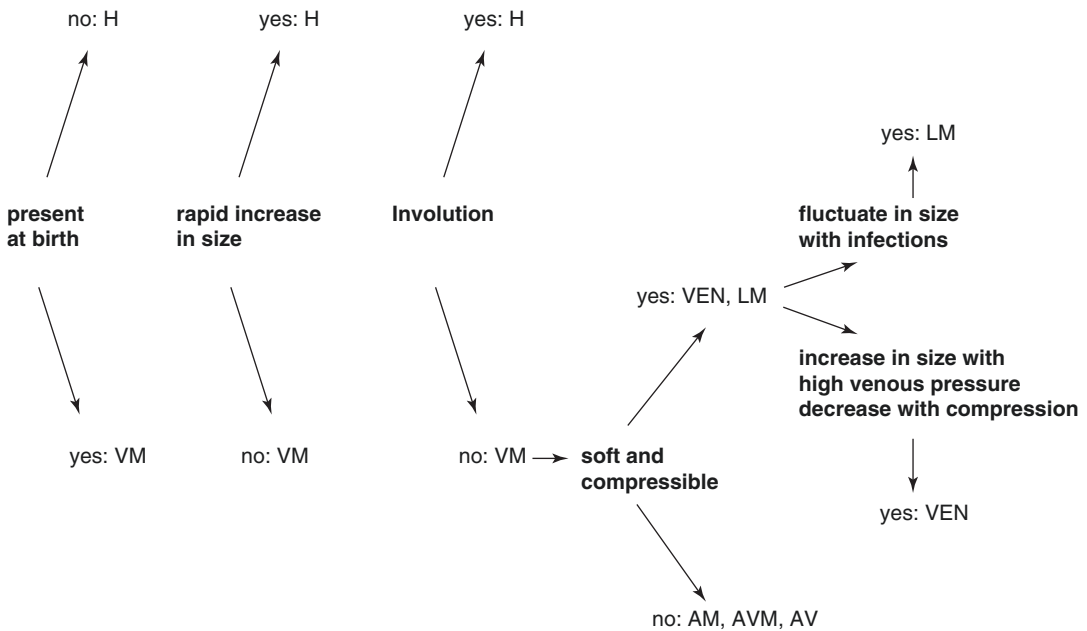 no: H
yes: H
yes: H
present
at birth
rapid increase
in size
Involution
yes: VM
no: VM
no: VM
soft and
compressible
yes: VEN, LM
no: AM, AVM, AV
fluctuate in size
with infections
yes: LM
increase in size with
high venous pressure
decrease with compression
yes: VEN